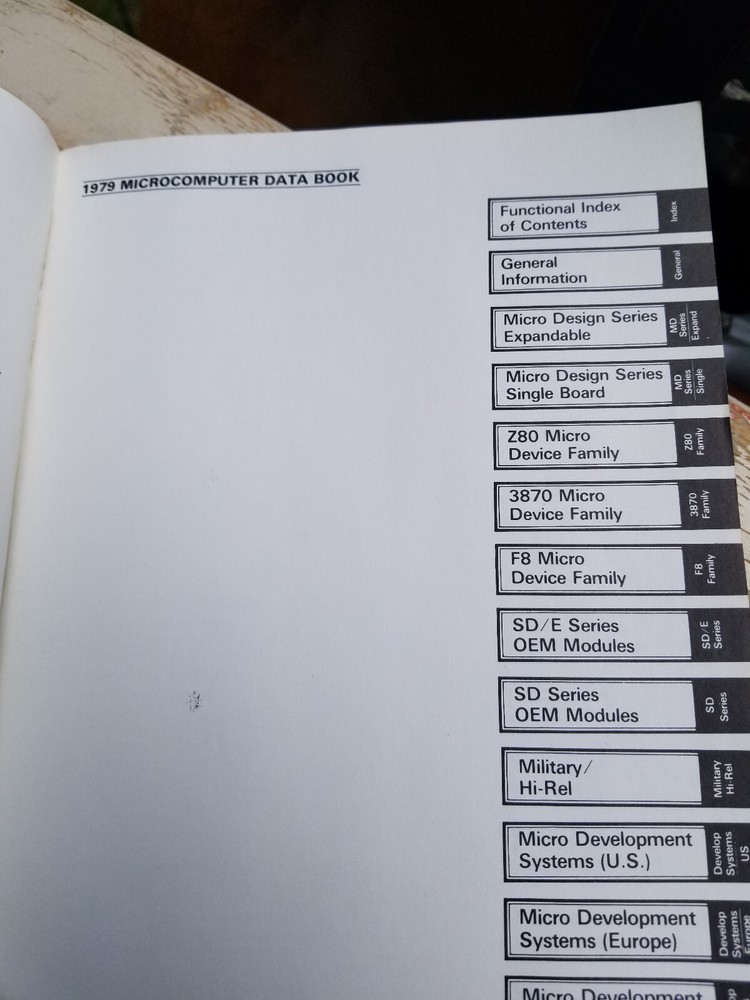 1979 MICROCOMPUTER DATA BOOK
Functional Index
of Contents
Index
General
Information
General
Micro Design Series
Expandable
MD
Series
Expand
Micro Design Series
Single Board
MD
Series
Single
Z80 Micro
Device Family
Z80
Family
3870 Micro
Device Family
3870
Family
F8 Micro
Device Family
F8
Family
SD/E Series
OEM Modules
SD/E
Series
SD Series
OEM Modules
SD
Series
Military/
Hi-Rel
Military
Hi-Rel
Micro Development
Systems (U.S.)
Develop
Systems
US
Micro Development
Systems (Europe)
Develop
Systems
Europe
Micro Development